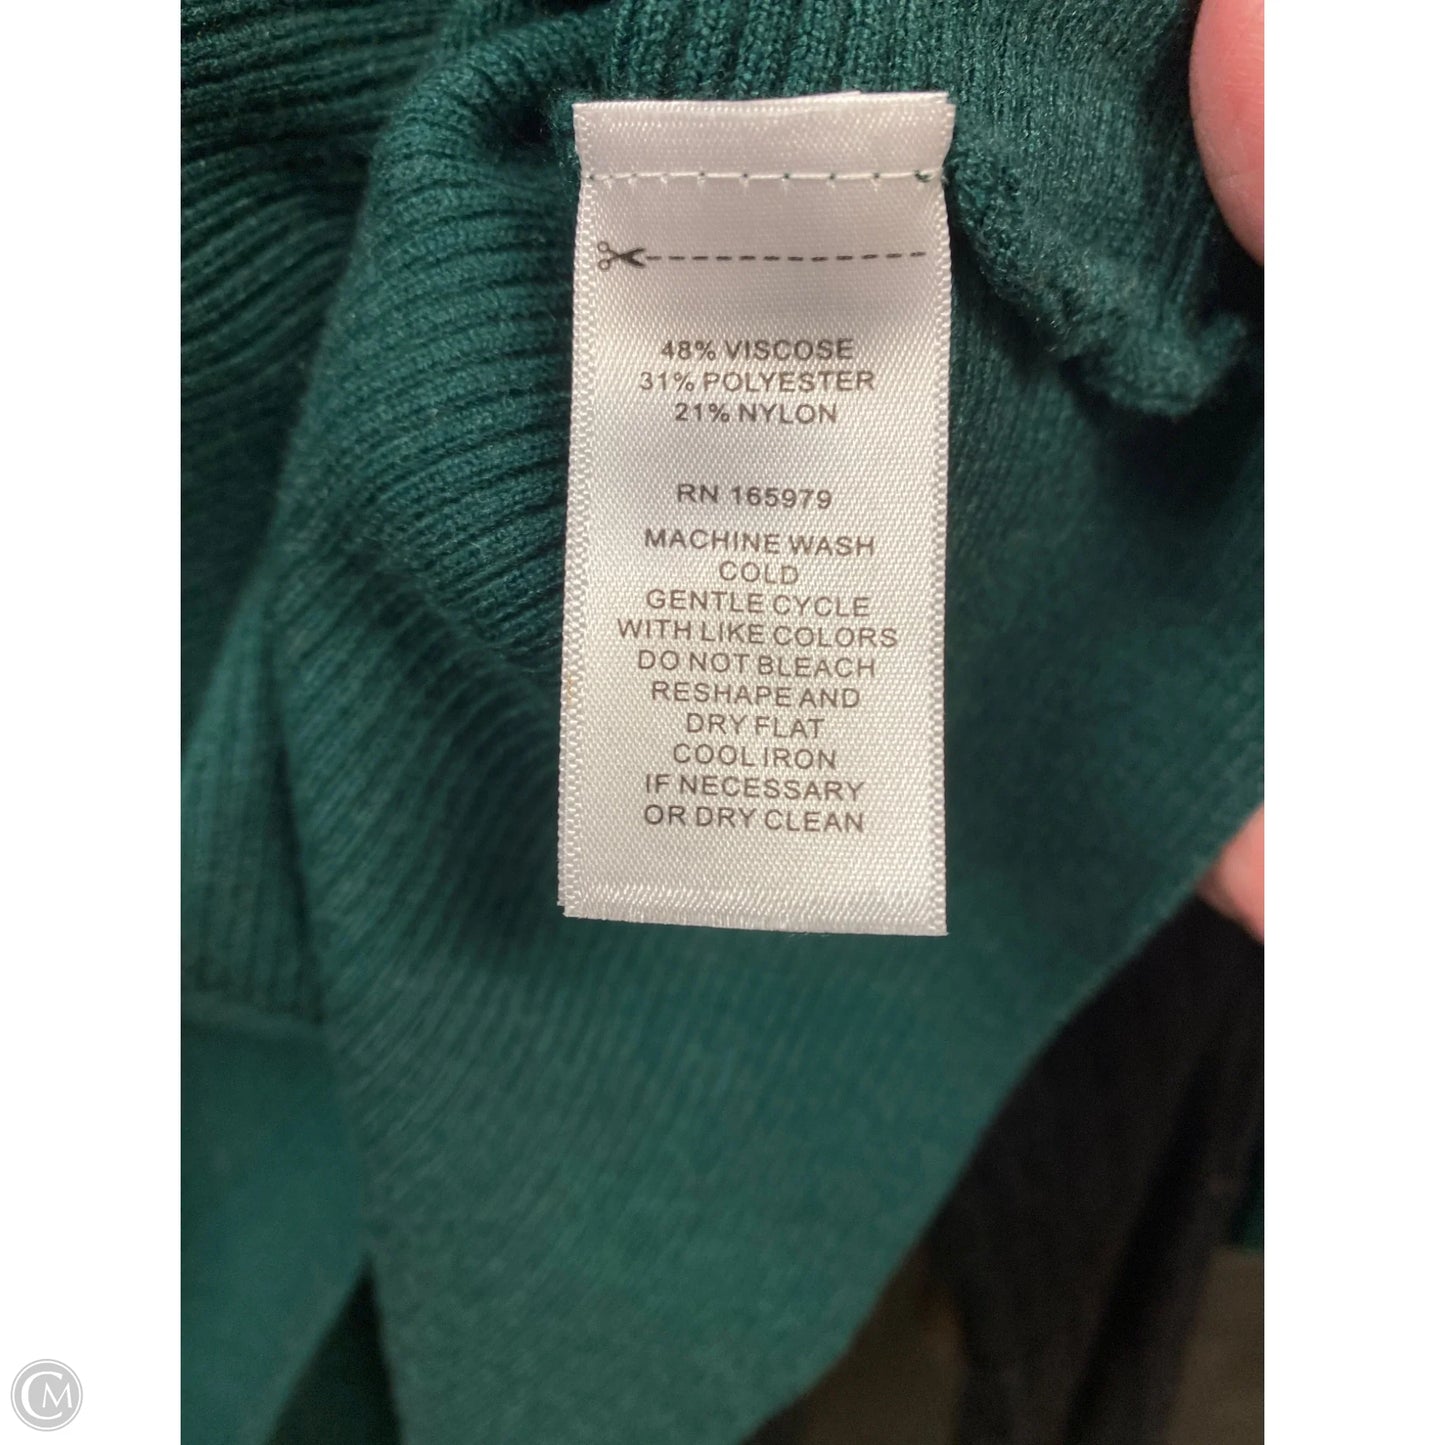 48% VISCOSE
31% POLYESTER
21% NYLON
RN 165979
MACHINE WASH
COLD
GENTLE CYCLE
WITH LIKE COLORS
DO NOT BLEACH
RESHAPE AND
DRY FLAT
COOL IRON
IF NECESSARY
OR DRY CLEAN
CM